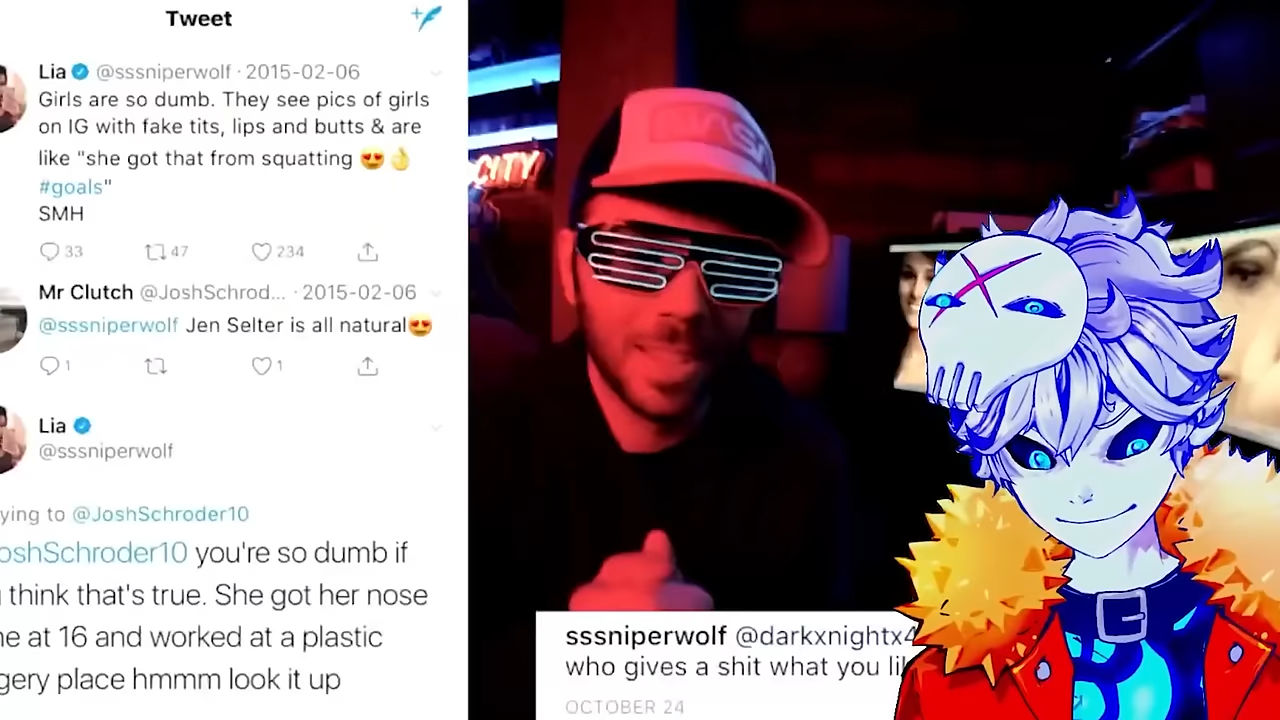 Tweet
Lia @sssniperwolf · 2015-02-06
Girls are so dumb. They see pics of girls
on IG with fake tits, lips and butts & are
like "she got that from squatting 😍👌
#goals"
SMH
33 47 234
Mr Clutch @JoshSchrod... · 2015-02-06
@sssniperwolf Jen Selter is all natural😍
1 1
Lia
@sssniperwolf
ying to @JoshSchroder10
oshSchroder10 you're so dumb if
think that's true. She got her nose
ne at 16 and worked at a plastic
gery place hmmm look it up
CITY
sssniperwolf @darkxnightx4
who gives a shit what you li
OCTOBER 24